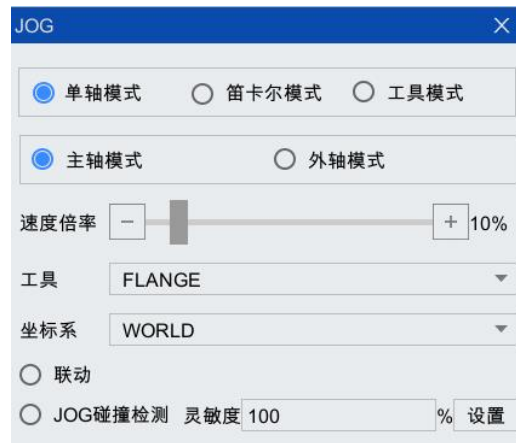 JOG
单轴模式 笛卡尔模式 工具模式
主轴模式 外轴模式
速度倍率 - + 10%
工具 FLANGE
坐标系 WORLD
联动
JOG碰撞检测 灵敏度 100 % 设置